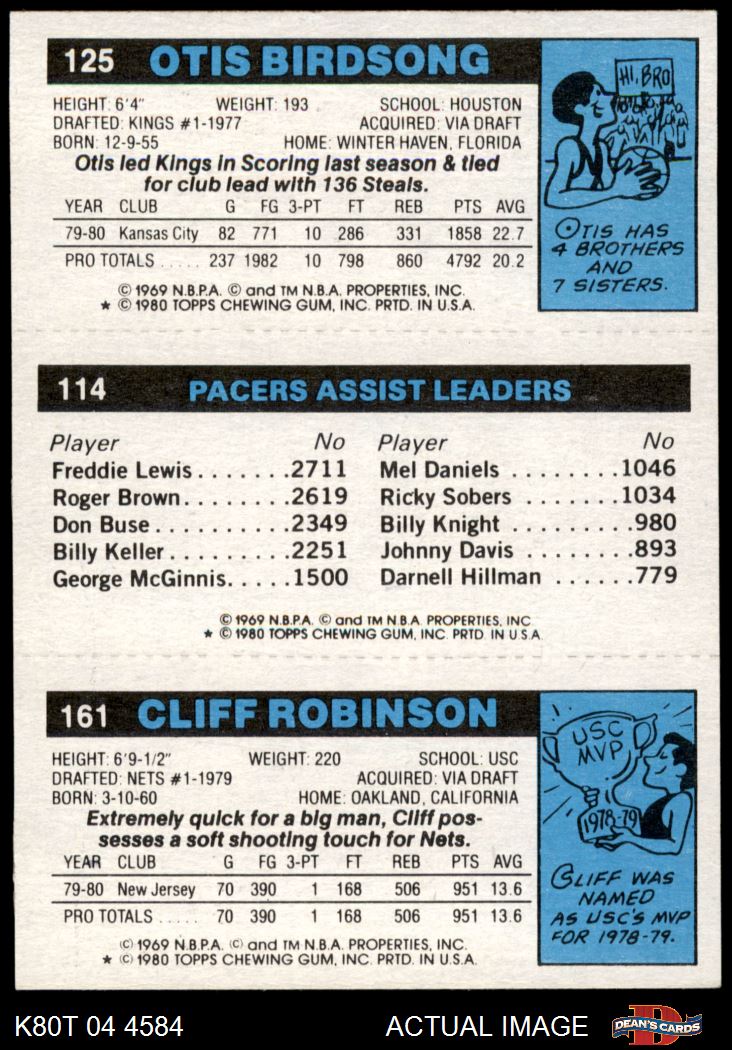 125 OTIS BIRDSONG
HEIGHT: 6'4" WEIGHT: 193 SCHOOL: HOUSTON
DRAFTED: KINGS #1-1977 ACQUIRED: VIA DRAFT
BORN: 12-9-55 HOME: WINTER HAVEN, FLORIDA
Otis led Kings in Scoring last season & tied
for club lead with 136 Steals.
YEAR CLUB G FG 3-PT FT REB PTS AVG
79-80 Kansas City 82 771 10 286 331 1858 22.7
PRO TOTALS ..... 237 1982 10 798 860 4792 20.2
© 1969 N.B.P.A. © and TM N.B.A. PROPERTIES, INC.
★ © 1980 TOPPS CHEWING GUM, INC. PRTD. IN U.S.A.
HI, BRO
OTIS HAS
4 BROTHERS
AND
7 SISTERS.
114 PACERS ASSIST LEADERS
Player No Player No
Freddie Lewis.......2711 Mel Daniels ........1046
Roger Brown........2619 Ricky Sobers .......1034
Don Buse..........2349 Billy Knight ........980
Billy Keller.........2251 Johnny Davis .......893
George McGinnis.....1500 Darnell Hillman ......779
© 1969 N.B.P.A. © and TM N.B.A. PROPERTIES, INC
★ © 1980 TOPPS CHEWING GUM, INC. PRTD. IN U.S.A.
161 CLIFF ROBINSON
HEIGHT: 6'9-1/2" WEIGHT: 220 SCHOOL: USC
DRAFTED: NETS #1-1979 ACQUIRED: VIA DRAFT
BORN: 3-10-60 HOME: OAKLAND, CALIFORNIA
Extremely quick for a big man, Cliff pos-
sesses a soft shooting touch for Nets.
YEAR CLUB G FG 3-PT FT REB PTS AVG
79-80 New Jersey 70 390 1 168 506 951 13.6
PRO TOTALS ..... 70 390 1 168 506 951 13.6
(C) 1969 N.B.P.A. (C) and TM N.B.A. PROPERTIES, INC.
★ (C) 1980 TOPPS CHEWING GUM, INC. PRTD. IN U.S.A.
USC
MVP
1978-79
CLIFF WAS
NAMED
AS USC'S MVP
FOR 1978-79.
K80T 04 4584 ACTUAL IMAGE
D
DEAN'S CARDS